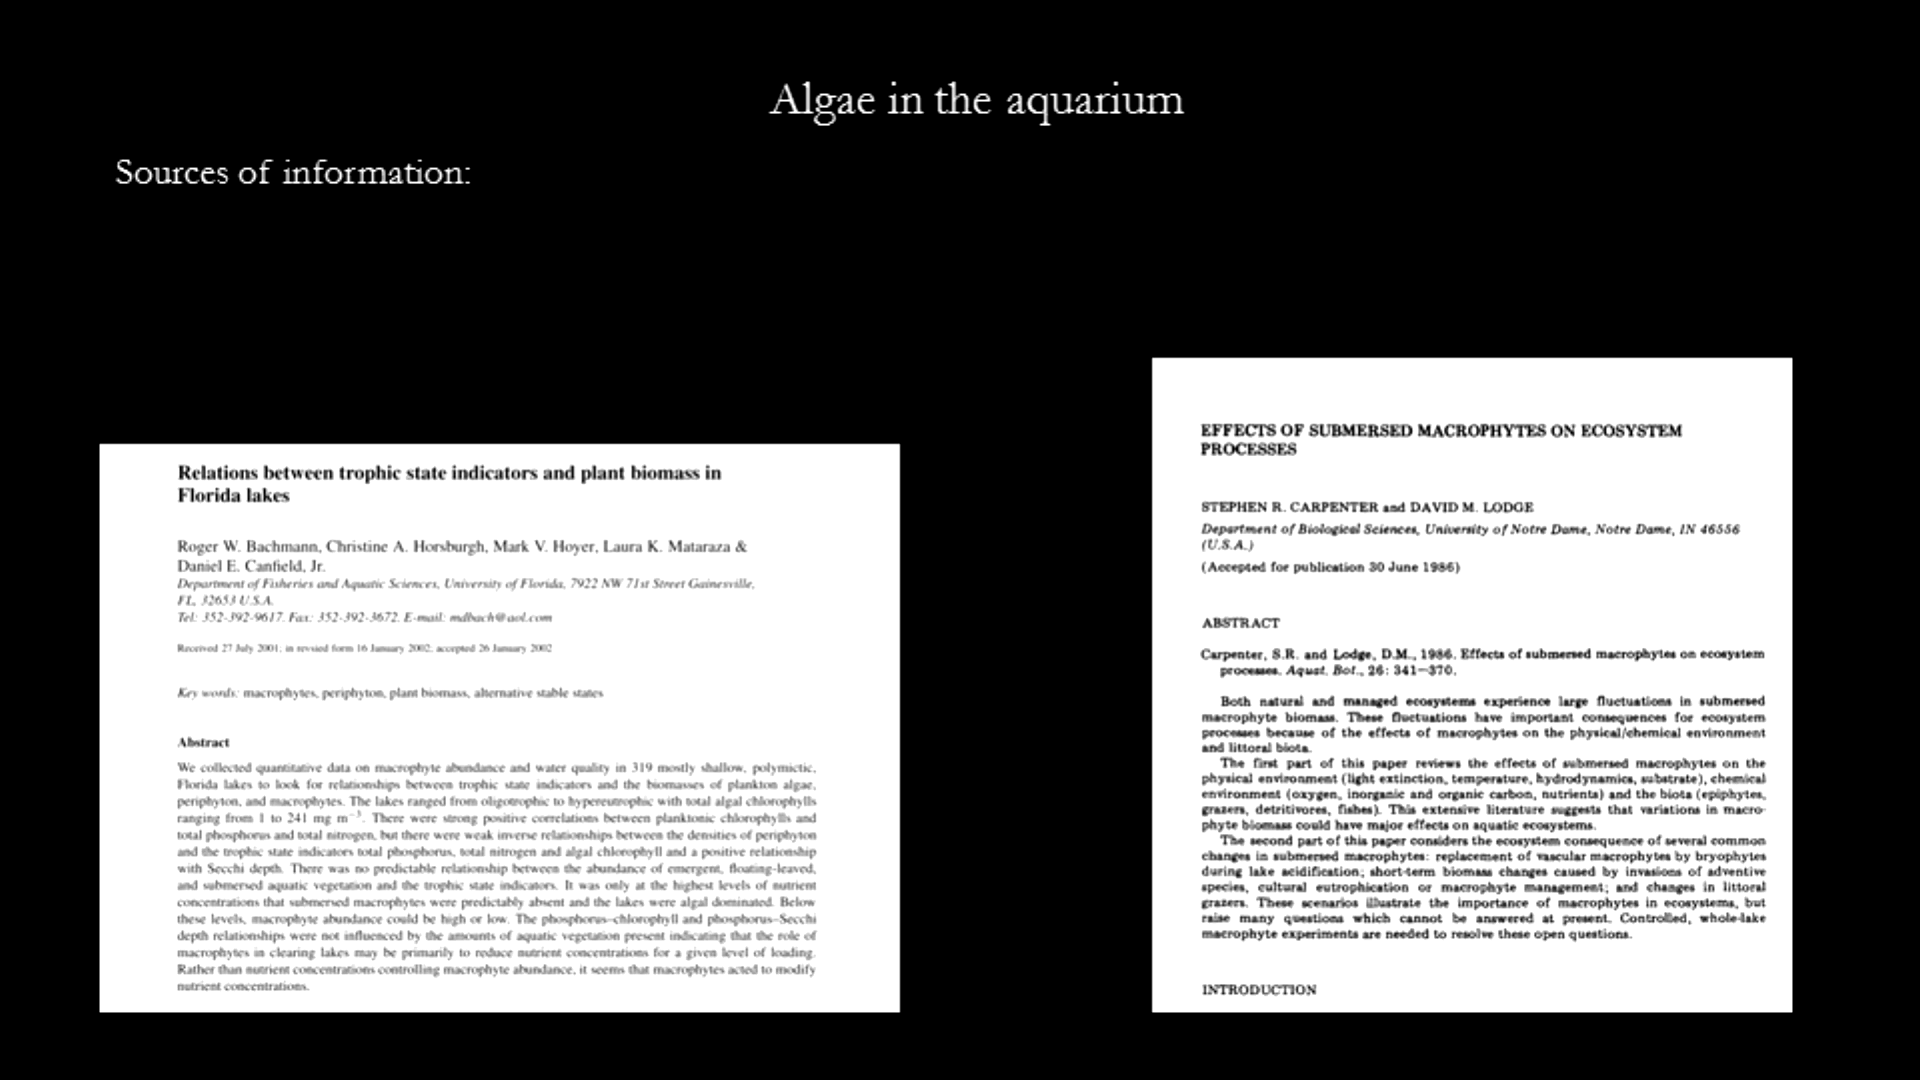 Algae in the aquarium
Sources of information:
Relations between trophic state indicators and plant biomass in
Florida lakes
Roger W. Bachmann, Christine A. Horsburgh, Mark V. Hoyer, Laura K. Mataraza &
Daniel E. Canfield, Jr.
Department of Fisheries and Aquatic Sciences, University of Florida, 7922 NW 71st Street Gainesville,
FL, 32653 U.S.A.
Tel: 352-392-9617. Fax: 352-392-3672. E-mail: mdbach@aol.com
Received 27 July 2001; in revsied form 16 January 2002; accepted 26 January 2002
Key words: macrophytes, periphyton, plant biomass, alternative stable states
Abstract
We collected quantitative data on macrophyte abundance and water quality in 319 mostly shallow, polymictic,
Florida lakes to look for relationships between trophic state indicators and the biomasses of plankton algae,
periphyton, and macrophytes. The lakes ranged from oligotrophic to hypereutrophic with total algal chlorophylls
ranging from 1 to 241 mg m⁻³. There were strong positive correlations between planktonic chlorophylls and
total phosphorus and total nitrogen, but there were weak inverse relationships between the densities of periphyton
and the trophic state indicators total phosphorus, total nitrogen and algal chlorophyll and a positive relationship
with Secchi depth. There was no predictable relationship between the abundance of emergent, floating-leaved,
and submersed aquatic vegetation and the trophic state indicators. It was only at the highest levels of nutrient
concentrations that submersed macrophytes were predictably absent and the lakes were algal dominated. Below
these levels, macrophyte abundance could be high or low. The phosphorus–chlorophyll and phosphorus–Secchi
depth relationships were not influenced by the amounts of aquatic vegetation present indicating that the role of
macrophytes in clearing lakes may be primarily to reduce nutrient concentrations for a given level of loading.
Rather than nutrient concentrations controlling macrophyte abundance, it seems that macrophytes acted to modify
nutrient concentrations.
EFFECTS OF SUBMERSED MACROPHYTES ON ECOSYSTEM
PROCESSES
STEPHEN R. CARPENTER and DAVID M. LODGE
Department of Biological Sciences, University of Notre Dame, Notre Dame, IN 46556
(U.S.A.)
(Accepted for publication 30 June 1986)
ABSTRACT
Carpenter, S.R. and Lodge, D.M., 1986. Effects of submersed macrophytes on ecosystem
processes. Aquat. Bot., 26: 341–370.
Both natural and managed ecosystems experience large fluctuations in submersed
macrophyte biomass. These fluctuations have important consequences for ecosystem
processes because of the effects of macrophytes on the physical/chemical environment
and littoral biota.
The first part of this paper reviews the effects of submersed macrophytes on the
physical environment (light extinction, temperature, hydrodynamics, substrate), chemical
environment (oxygen, inorganic and organic carbon, nutrients) and the biota (epiphytes,
grazers, detritivores, fishes). This extensive literature suggests that variations in macro-
phyte biomass could have major effects on aquatic ecosystems.
The second part of this paper considers the ecosystem consequence of several common
changes in submersed macrophytes: replacement of vascular macrophytes by bryophytes
during lake acidification; short-term biomass changes caused by invasions of adventive
species, cultural eutrophication or macrophyte management; and changes in littoral
grazers. These scenarios illustrate the importance of macrophytes in ecosystems, but
raise many questions which cannot be answered at present. Controlled, whole-lake
macrophyte experiments are needed to resolve these open questions.
INTRODUCTION